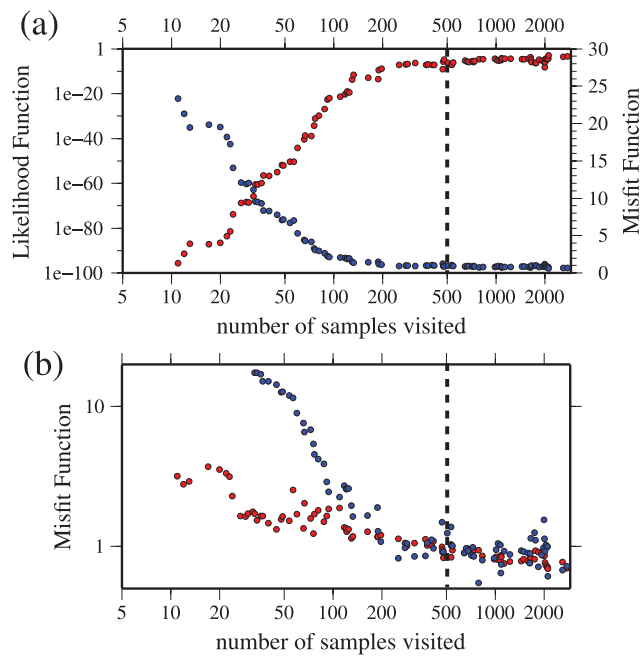 (a)
5 10 20 50 100 200 500 1000 2000
Likelihood Function
1
1e−20
1e−40
1e−60
1e−80
1e−100
30
25
20
15
10
5
0
Misfit Function
5 10 20 50 100 200 500 1000 2000
number of samples visited
(b)
Misfit Function
10
1
5 10 20 50 100 200 500 1000 2000
number of samples visited